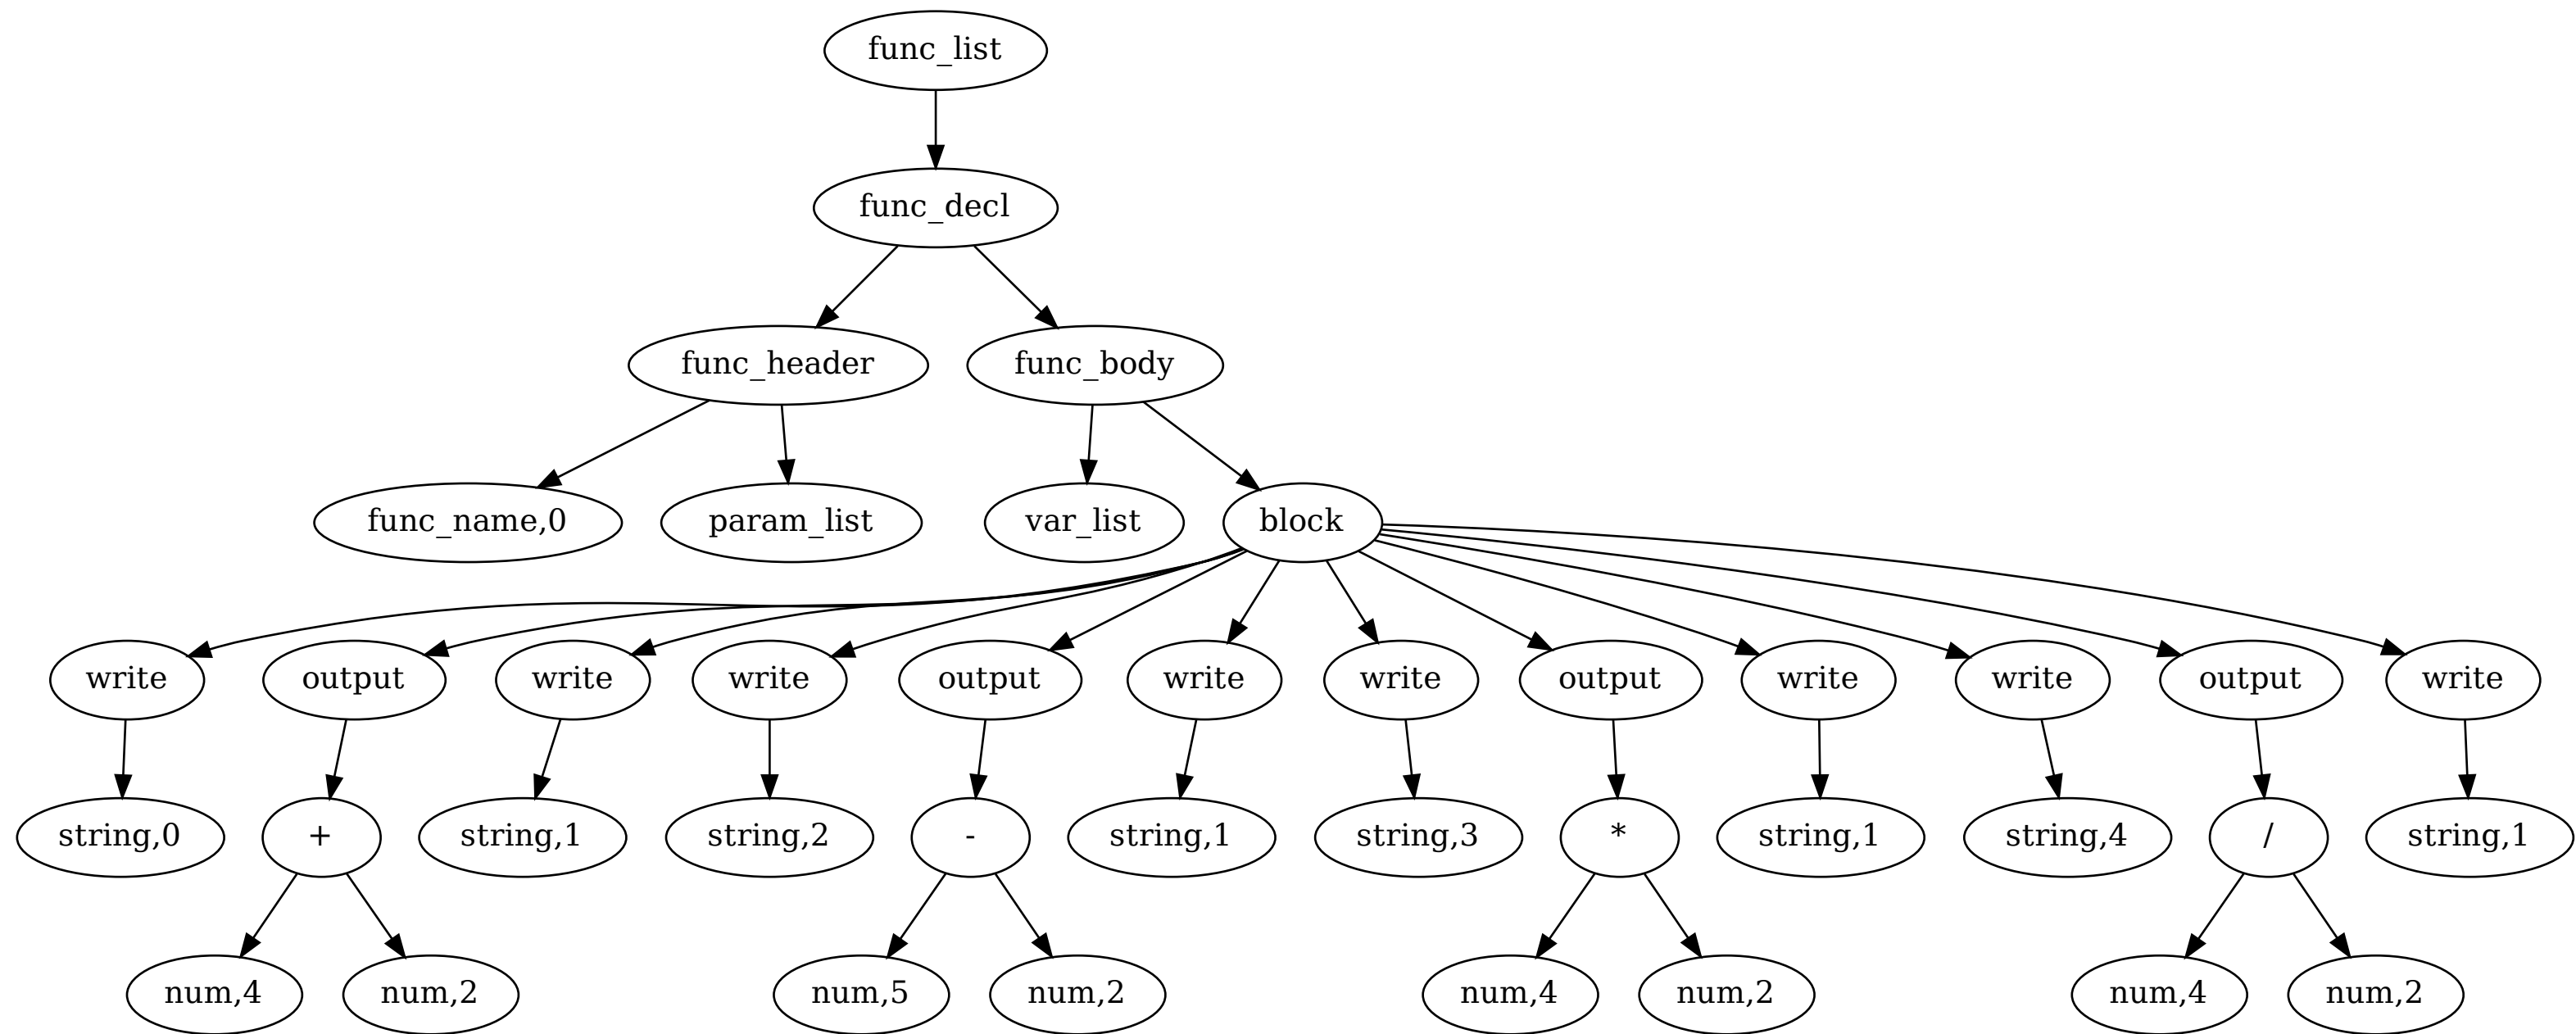 func_list
func_decl
func_header func_body
func_name,0 param_list var_list block
write output write write output write write output write write output write
string,0 + string,1 string,2 - string,1 string,3 * string,1 string,4 / string,1
num,4 num,2 num,5 num,2 num,4 num,2 num,4 num,2